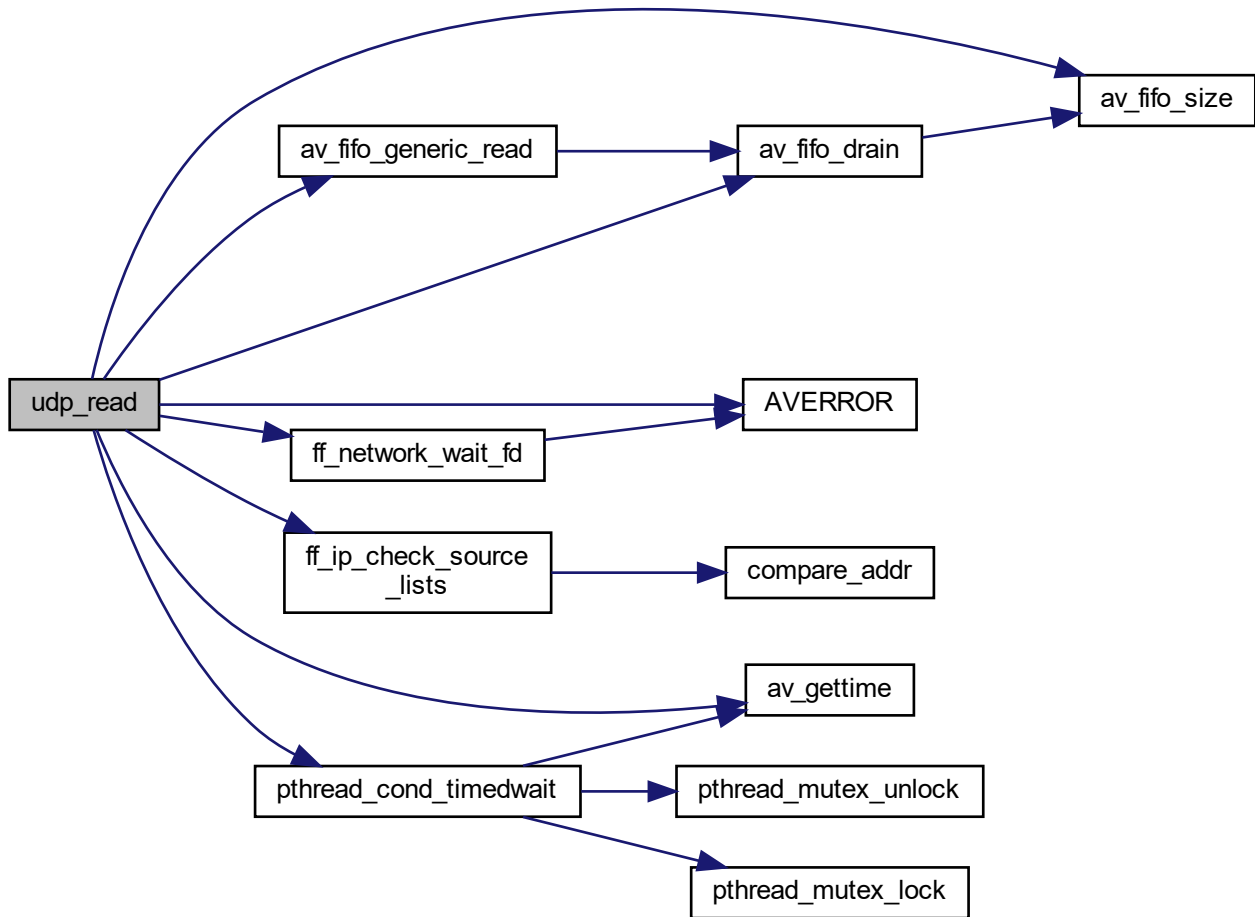 av_fifo_size
av_fifo_generic_read
av_fifo_drain
udp_read
AVERROR
ff_network_wait_fd
ff_ip_check_source
_lists
compare_addr
av_gettime
pthread_cond_timedwait
pthread_mutex_unlock
pthread_mutex_lock